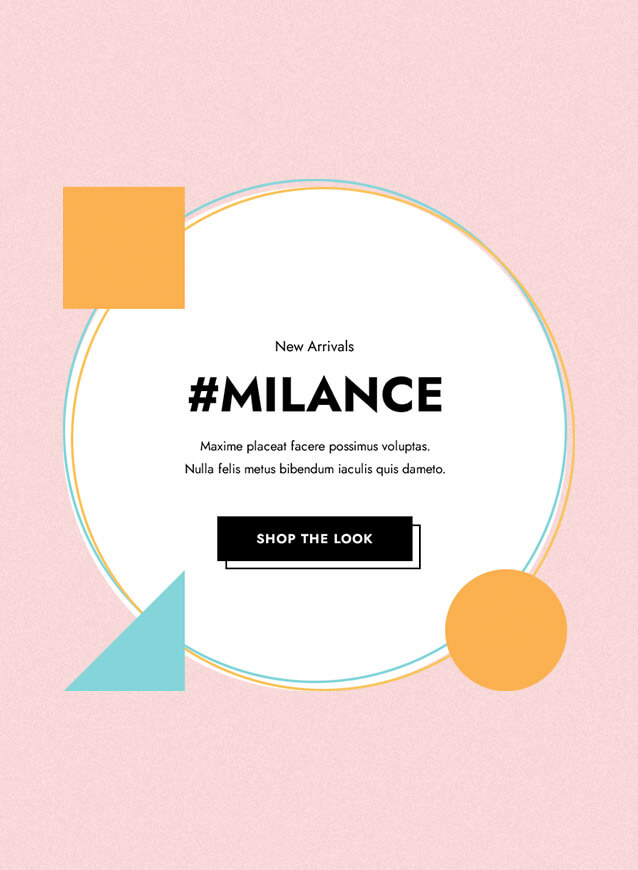 New Arrivals
#MILANCE
Maxime placeat facere possimus voluptas.
Nulla felis metus bibendum iaculis quis dameto.
SHOP THE LOOK